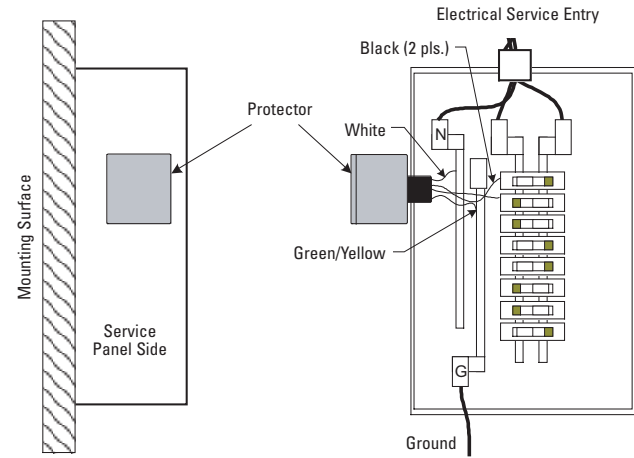 Electrical Service Entry
Black (2 pls.)
Protector
White
N
Green/Yellow
Mounting Surface
Service
Panel Side
G
Ground